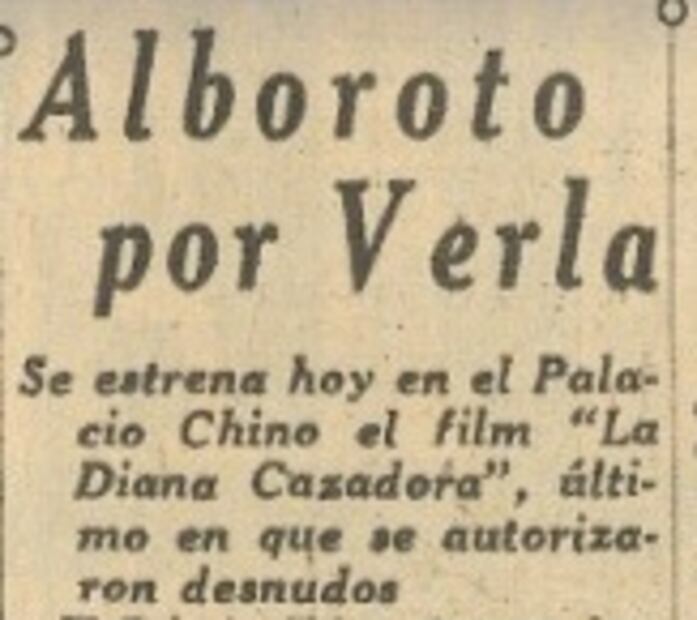 Alboroto
por Verla
Se estrena hoy en el Pala-
cio Chino el film "La
Diana Cazadora", últi-
mo en que se autoriza-
ron desnudos